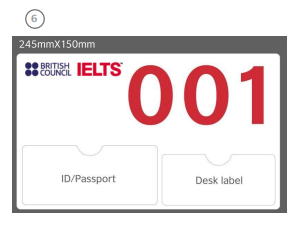 6
245mmX150mm
BRITISH COUNCIL IELTS
001
ID/Passport
Desk label